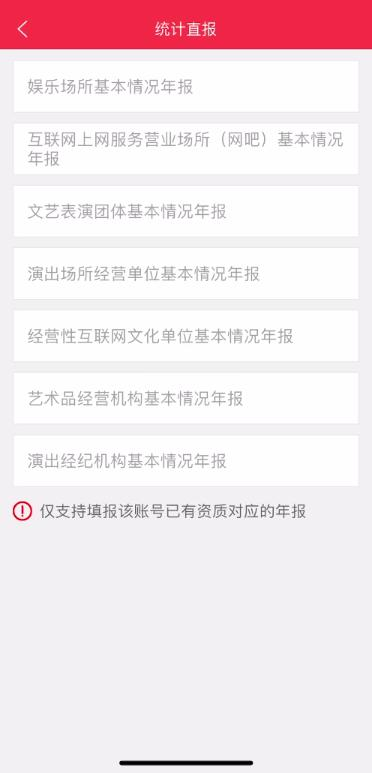 统计直报
娱乐场所基本情况年报
互联网上网服务营业场所（网吧）基本情况
年报
文艺表演团体基本情况年报
演出场所经营单位基本情况年报
经营性互联网文化单位基本情况年报
艺术品经营机构基本情况年报
演出经纪机构基本情况年报
仅支持填报该账号已有资质对应的年报